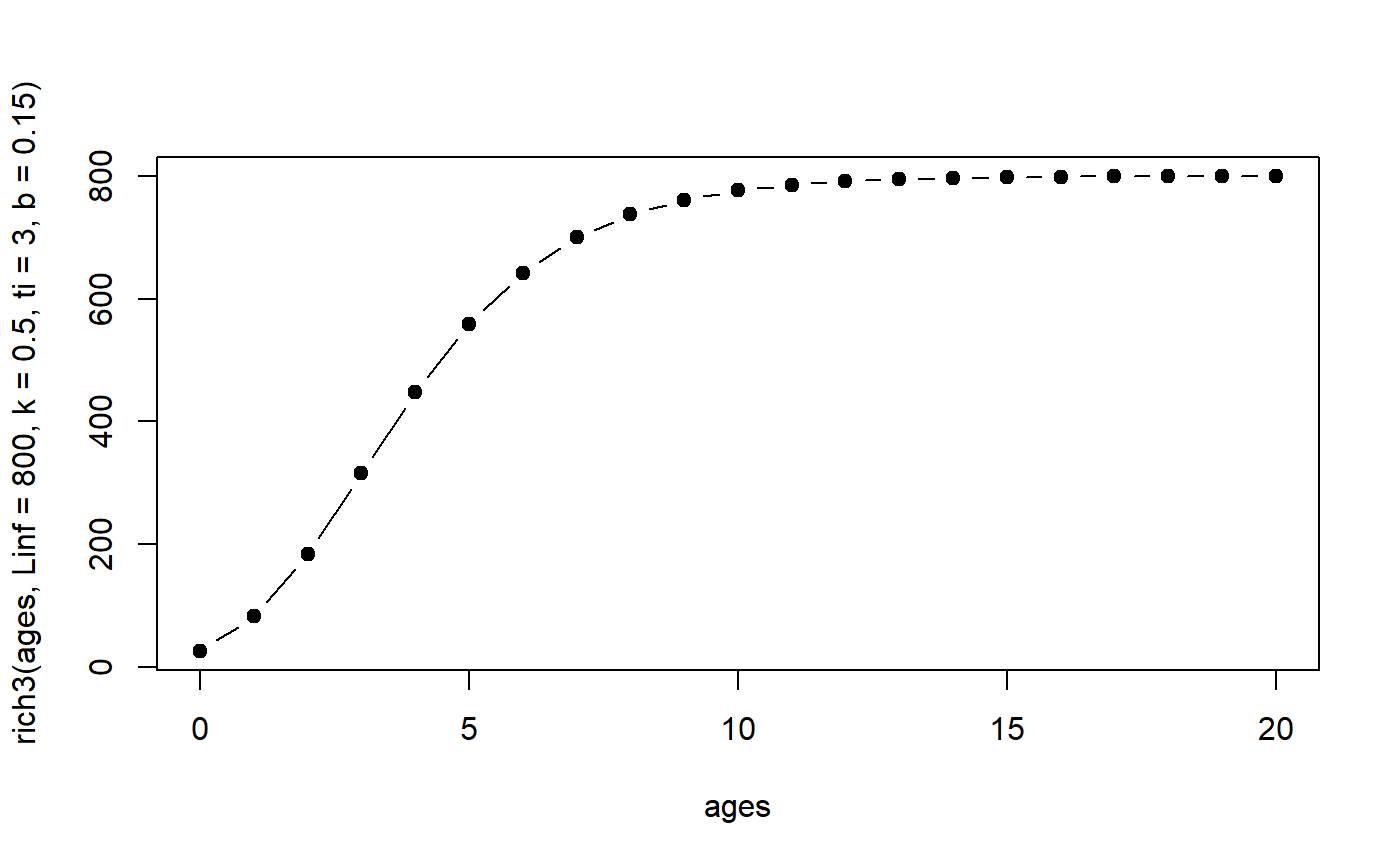 rich3(ages, Linf = 800, k = 0.5, ti = 3, b = 0.15)
800
600
400
200
0
0 5 10 15 20
ages